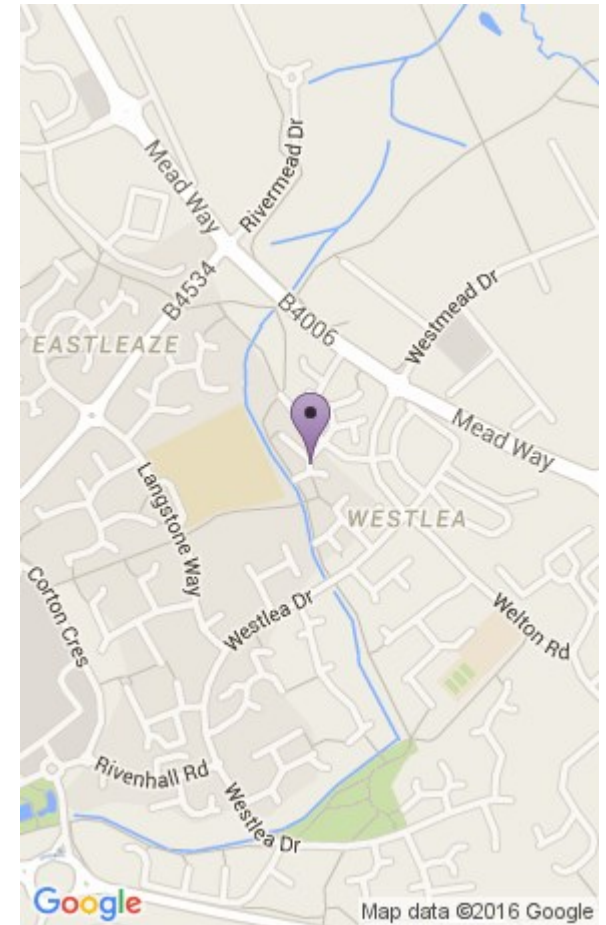 Rivermead Dr
Mead Way
B4534
B4006
Westmead Dr
EASTLEAZE
Mead Way
Langstone Way
WESTLEA
Corton Cres
Westlea Dr
Welton Rd
Rivenhall Rd
Westlea Dr
Google
Map data ©2016 Google